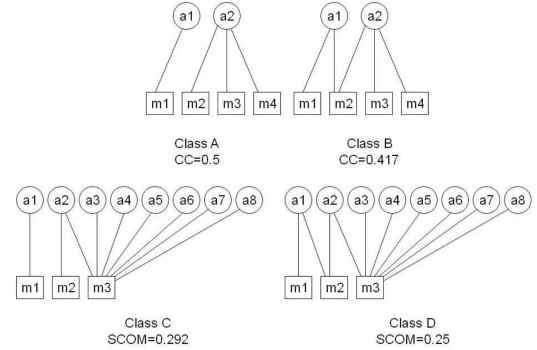 a1 a2 a1 a2
m1 m2 m3 m4 m1 m2 m3 m4
Class A Class B
CC=0.5 CC=0.417
a1 a2 a3 a4 a5 a6 a7 a8 a1 a2 a3 a4 a5 a6 a7 a8
m1 m2 m3 m1 m2 m3
Class C Class D
SCOM=0.292 SCOM=0.25